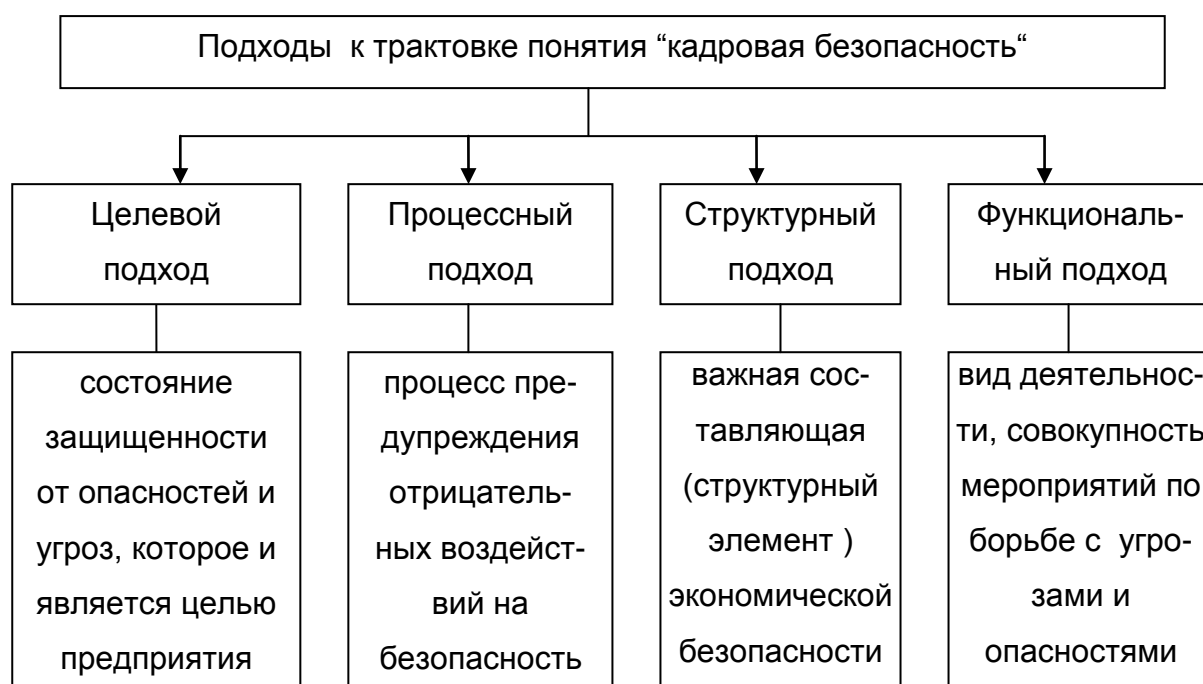 Подходы к трактовке понятия “кадровая безопасность“
Целевой
подход
Процессный
подход
Структурный
подход
Функциональ-
ный подход
состояние
защищенности
от опасностей и
угроз, которое и
является целью
предприятия
процесс пре-
дупреждения
отрицатель-
ных воздейст-
вий на
безопасность
важная сос-
тавляющая
(структурный
элемент )
экономической
безопасности
вид деятельнос-
ти, совокупность
мероприятий по
борьбе с угро-
зами и
опасностями